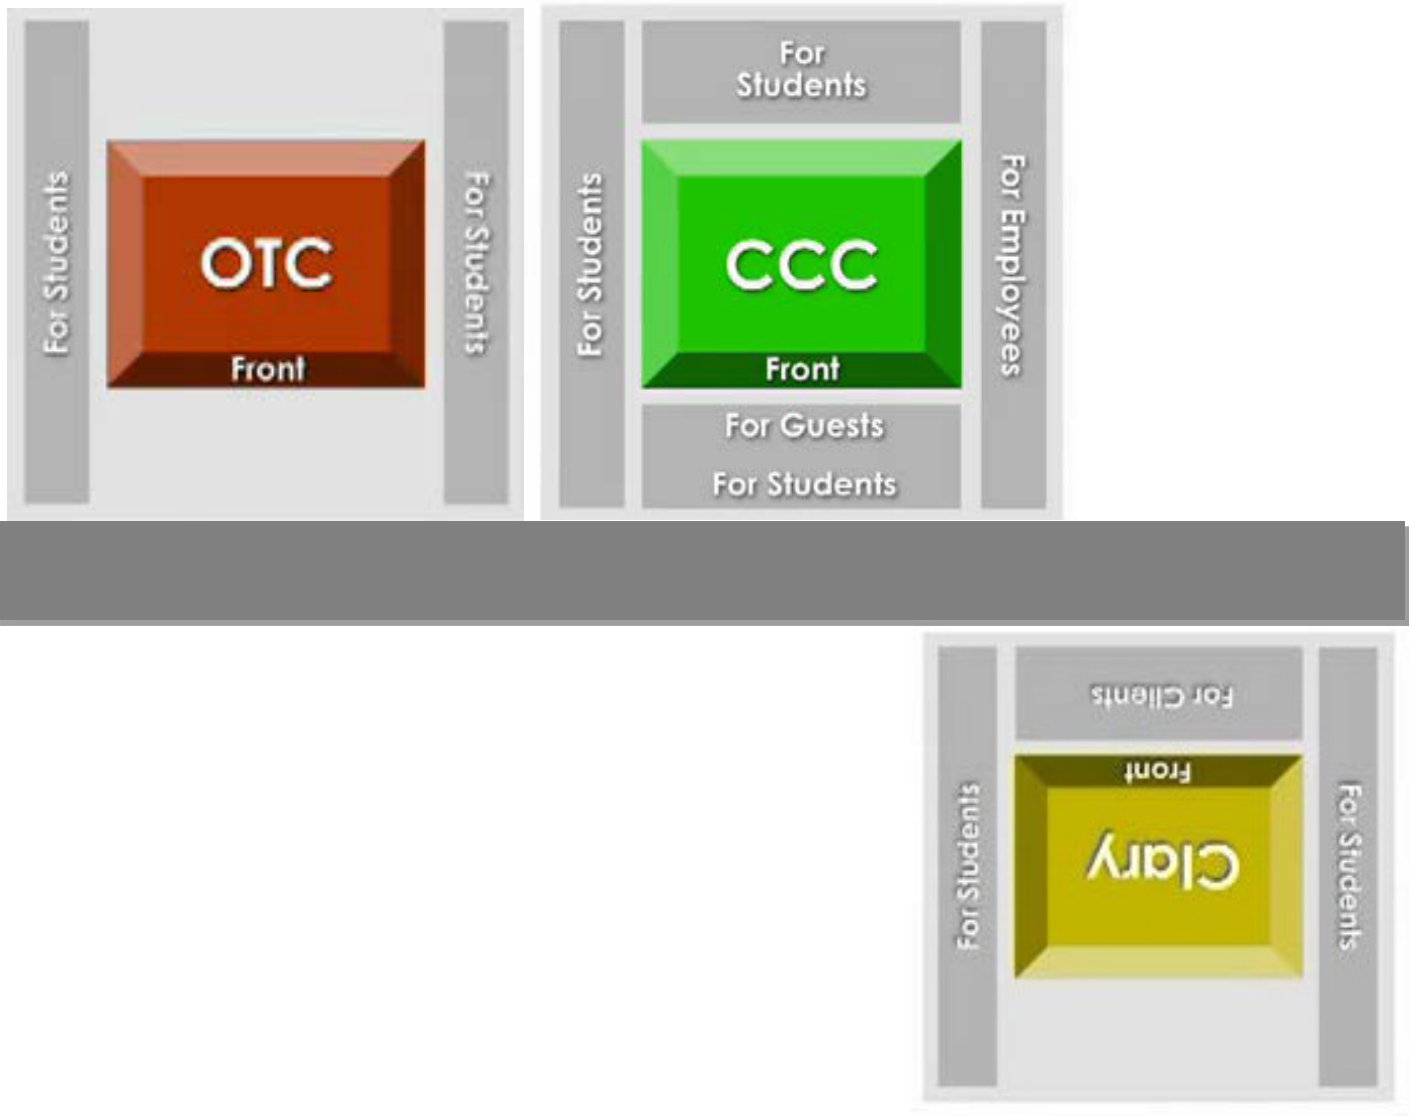 For Students
OTC
Front
For Students
For Students
For
Students
CCC
Front
For Guests
For Students
For Employees
For Students
For Clients
Front
Clary
For Students